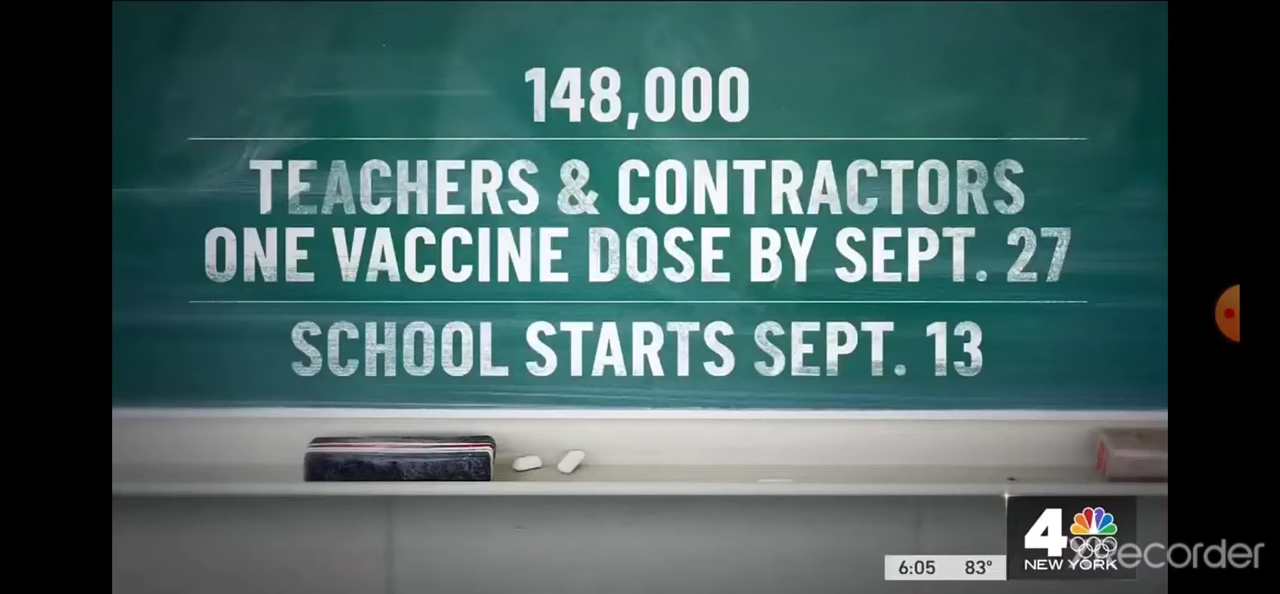 148,000
TEACHERS & CONTRACTORS
ONE VACCINE DOSE BY SEPT. 27
SCHOOL STARTS SEPT. 13
4
NEW YORK
6:05 83°
Recorder